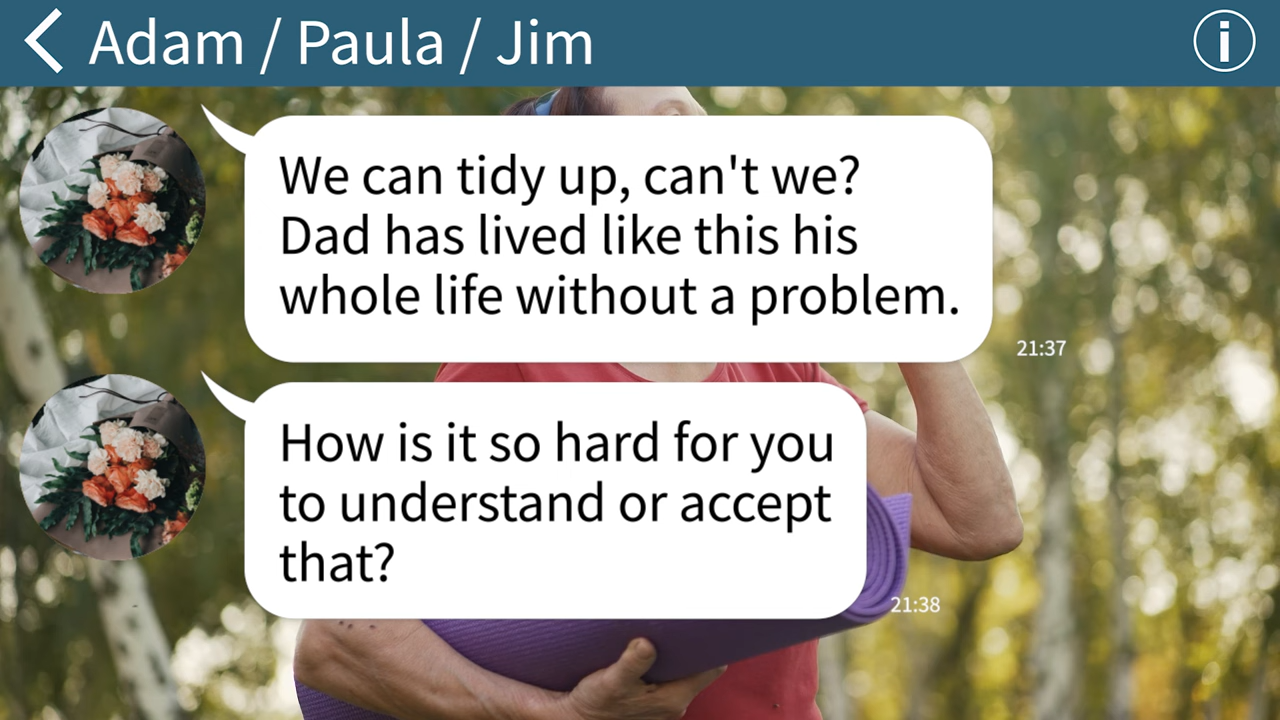 Adam / Paula / Jim
We can tidy up, can't we?
Dad has lived like this his
whole life without a problem.
21:37
How is it so hard for you
to understand or accept
that?
21:38